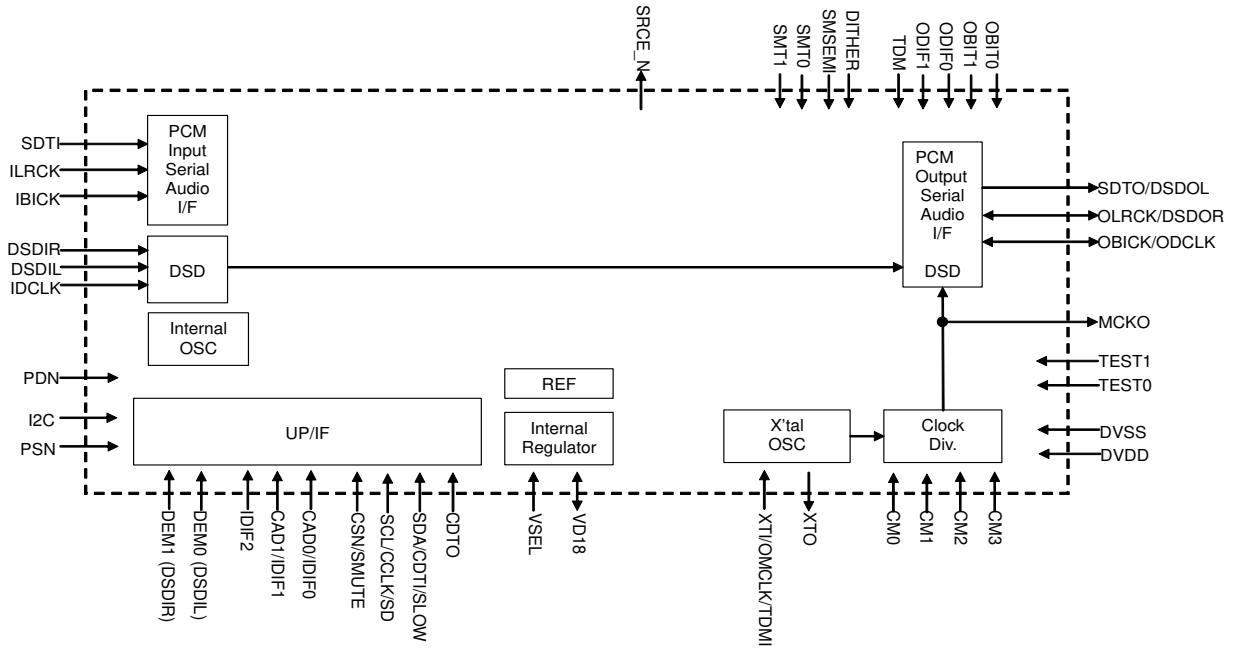 SRCE_N
SMT1
SMT0
SMSEMI
DITHER
TDM
ODIF1
ODIF0
OBIT1
OBIT0
SDTI
ILRCK
IBICK
PCM
Input
Serial
Audio
I/F
DSDIR
DSDIL
IDCLK
DSD
PCM
Output
Serial
Audio
I/F
DSD
SDTO/DSDOL
OLRCK/DSDOR
OBICK/ODCLK
Internal
OSC
MCKO
TEST1
TEST0
PDN
I2C
PSN
UP/IF
REF
Internal
Regulator
X'tal
OSC
Clock
Div.
DVSS
DVDD
DEM1 (DSDIR)
DEM0 (DSDIL)
IDIF2
CAD1/IDIF1
CAD0/IDIF0
CSN/SMUTE
SCL/CCLK/SD
SDA/CDTI/SLOW
CDTO
VSEL
VD18
XTI/OMCLK/TDMI
XTO
CM0
CM1
CM2
CM3